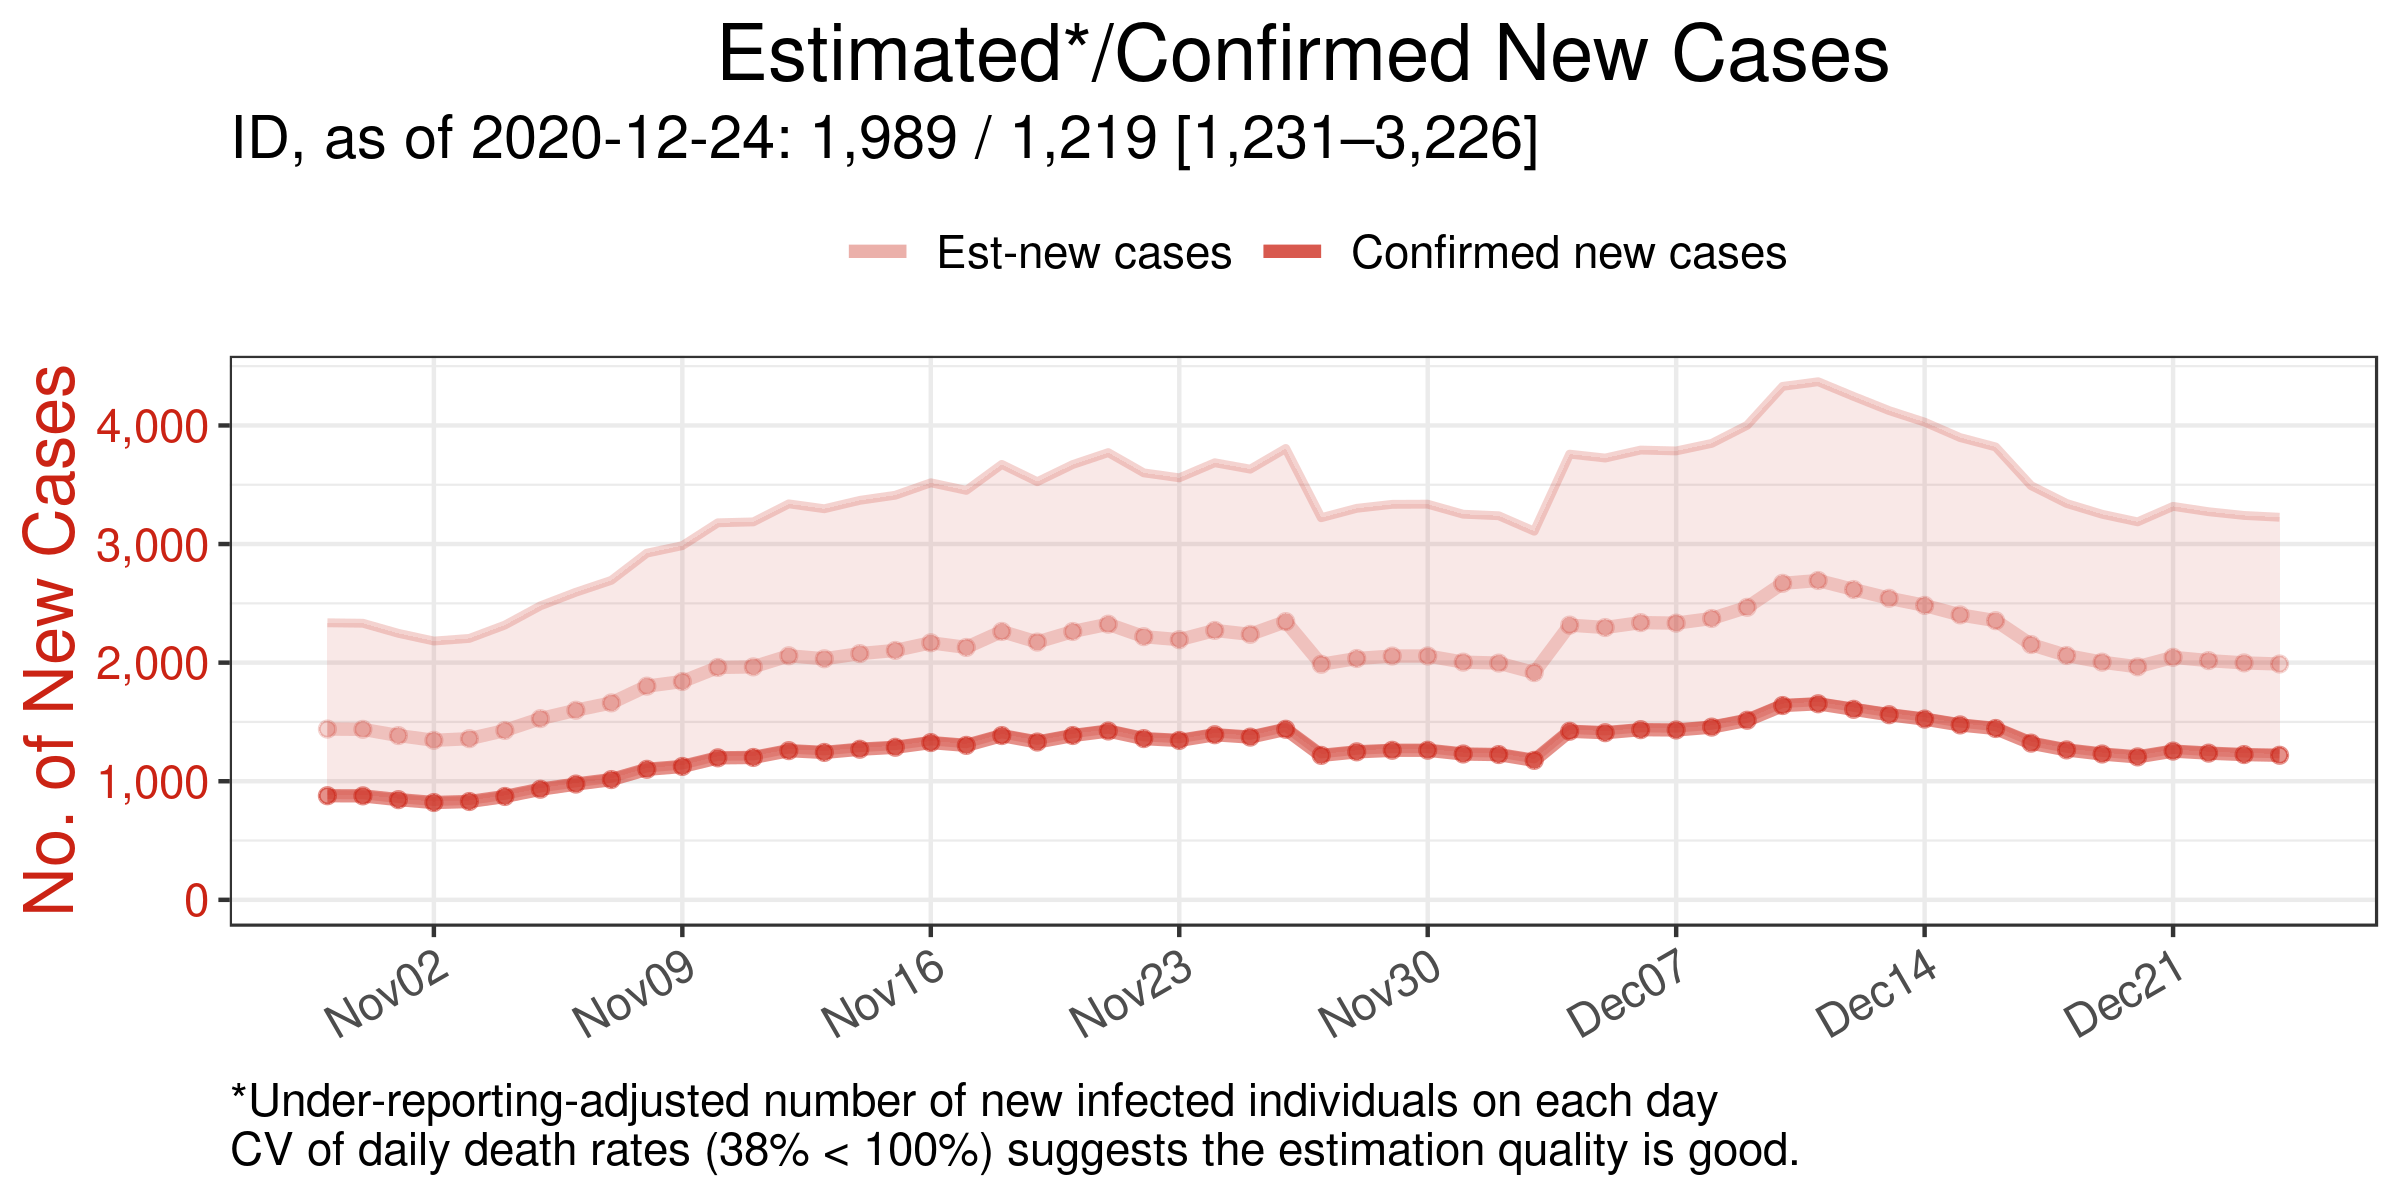 Estimated*/Confirmed New Cases
ID, as of 2020-12-24: 1,989 / 1,219 [1,231–3,226]
Est-new cases Confirmed new cases
No. of New Cases
4,000
3,000
2,000
1,000
0
Nov02 Nov09 Nov16 Nov23 Nov30 Dec07 Dec14 Dec21
*Under-reporting-adjusted number of new infected individuals on each day
CV of daily death rates (38% < 100%) suggests the estimation quality is good.